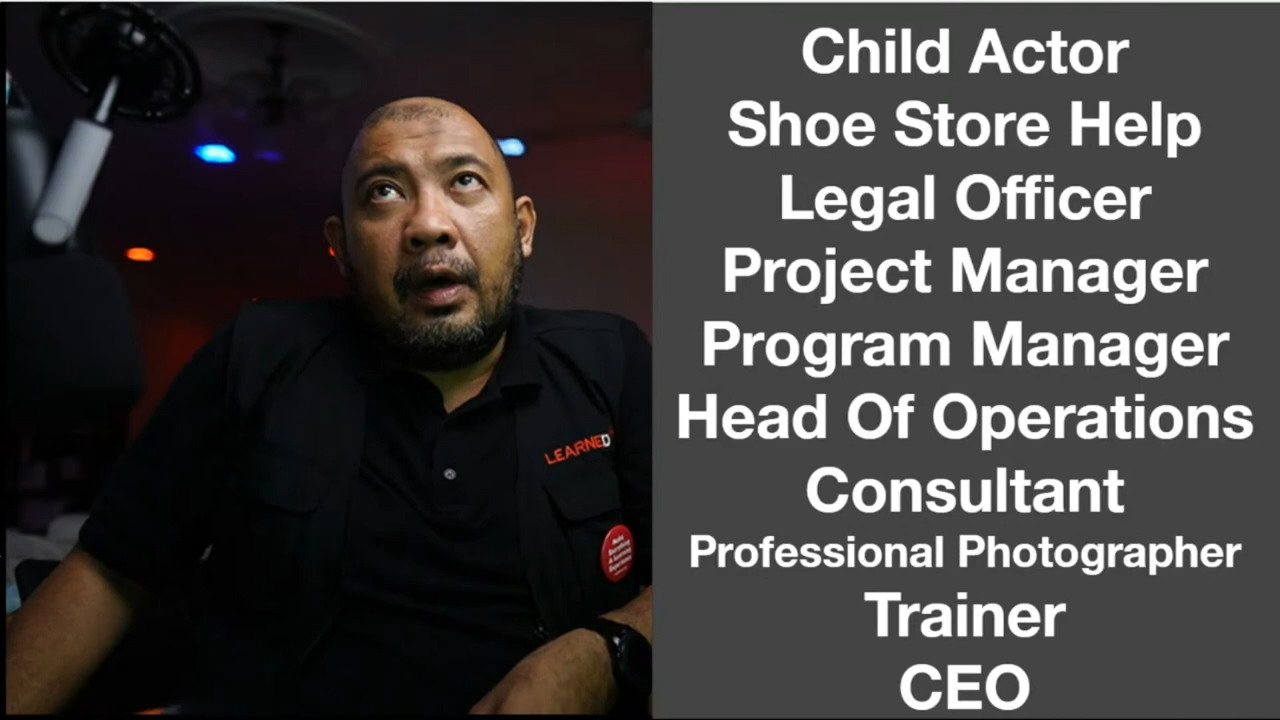 Child Actor
Shoe Store Help
Legal Officer
Project Manager
Program Manager
Head Of Operations
Consultant
Professional Photographer
Trainer
CEO
LEARNED